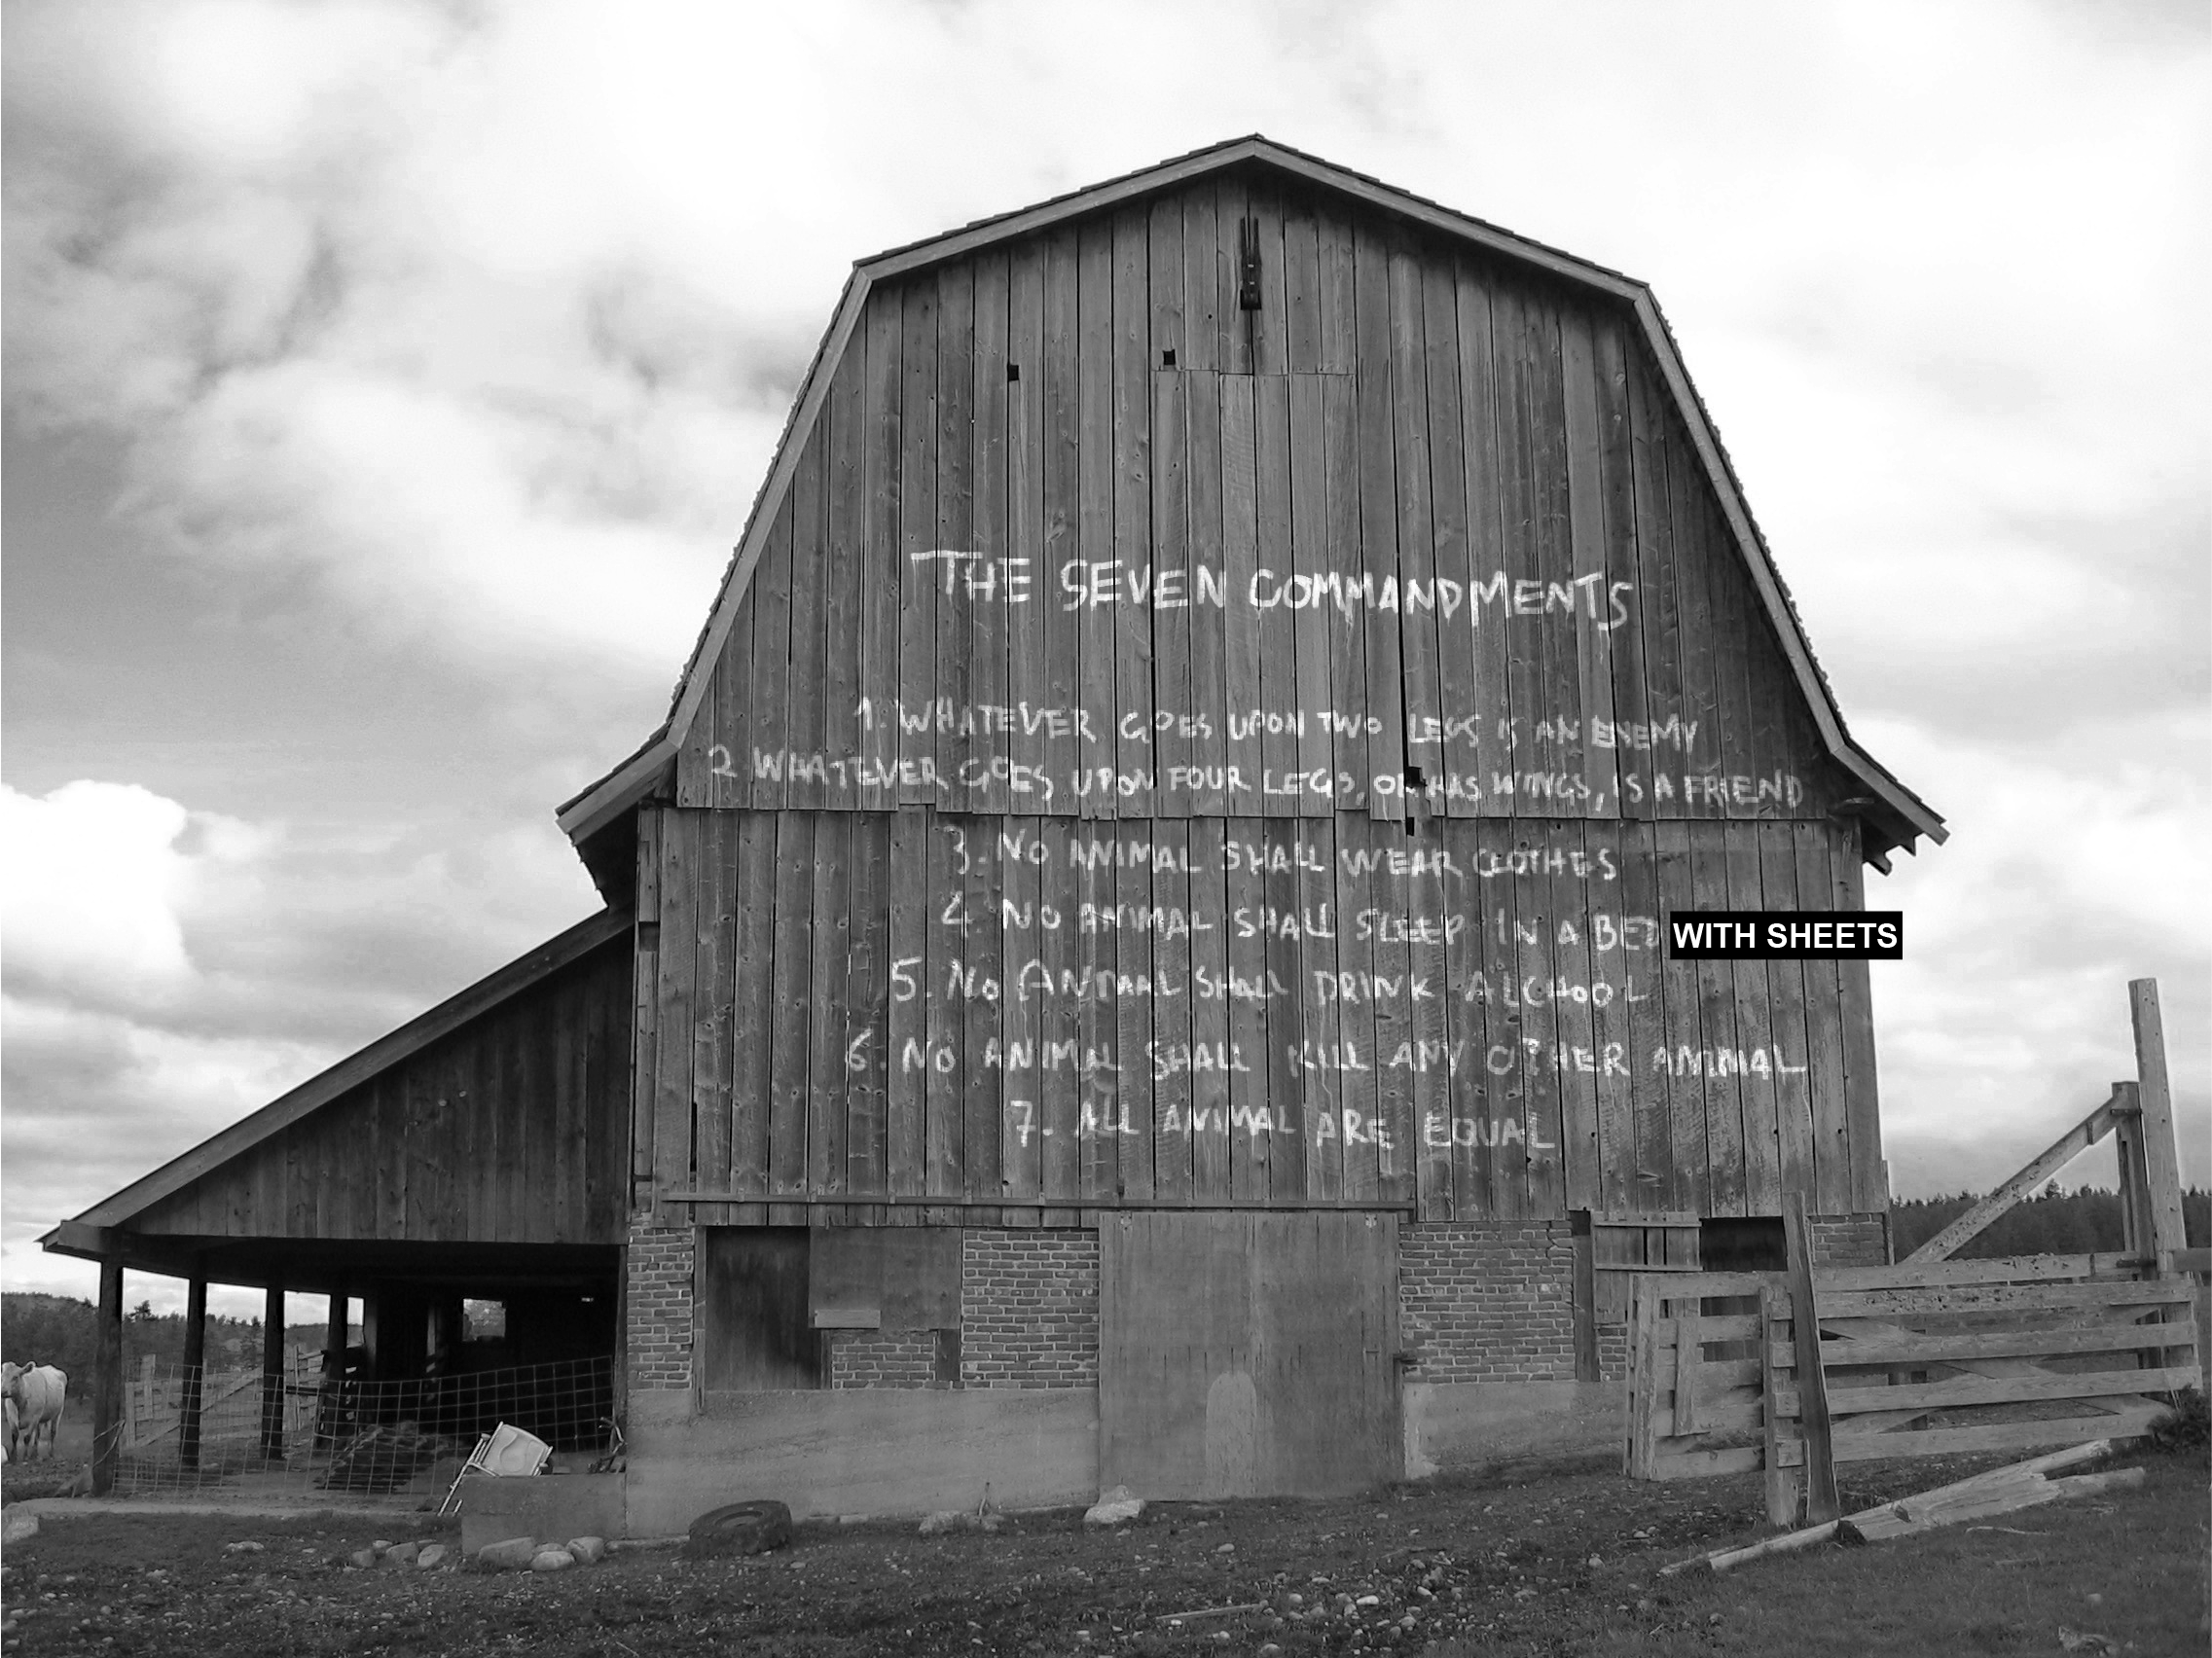 THE SEVEN COMMANDMENTS
1. WHATEVER GOES UPON TWO LEGS IS AN ENEMY
2 WHATEVER GOES UPON FOUR LEGS, OR HAS WINGS, IS A FRIEND
3. NO ANIMAL SHALL WEAR CLOTHES
4. NO ANIMAL SHALL SLEEP IN A BED WITH SHEETS
5. NO ANIMAL SHALL DRINK ALCHOOL
6. NO ANIMAL SHALL KILL ANY OTHER ANIMAL
7. ALL ANIMAL ARE EQUAL